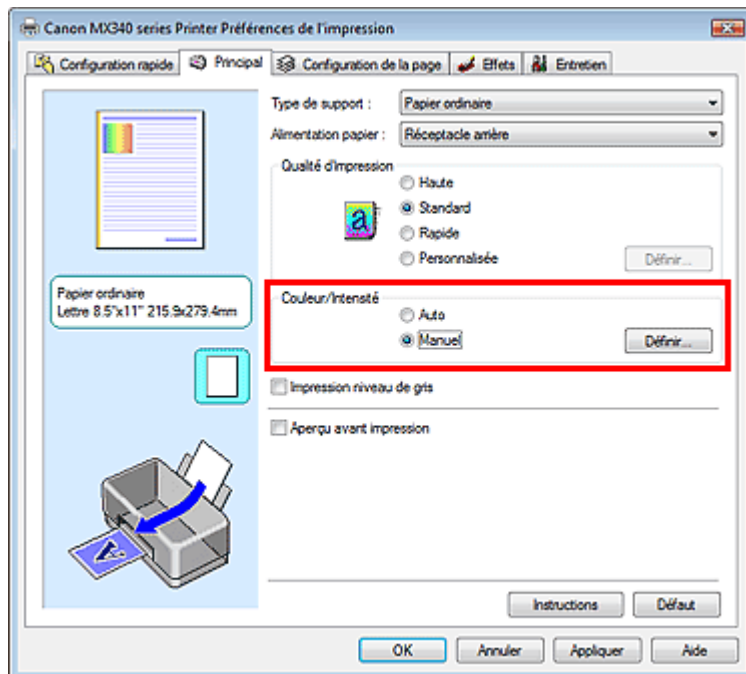 Canon MX340 series Printer Préférences de l'impression
Configuration rapide Principal Configuration de la page Effets Entretien
Type de support : Papier ordinaire
Alimentation papier : Réceptacle arrière
Qualité d'impression
Haute
a Standard
Rapide
Personnalisée Définir...
Papier ordinaire
Lettre 8.5"x11" 215.9x279.4mm
Couleur/Intensité
Auto
Manuel Définir...
Impression niveau de gris
Aperçu avant impression
A
Instructions Défaut
OK Annuler Appliquer Aide